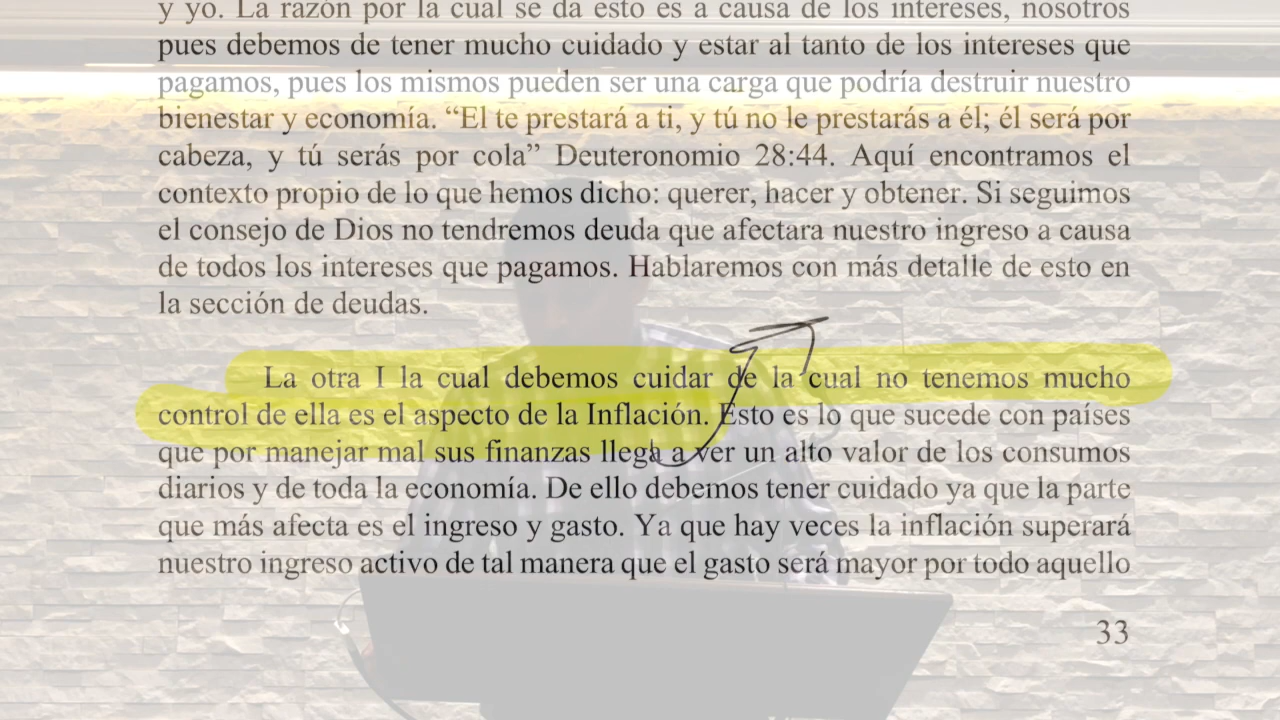 y yo. La razón por la cual se da esto es a causa de los intereses, nosotros
pues debemos de tener mucho cuidado y estar al tanto de los intereses que
pagamos, pues los mismos pueden ser una carga que podría destruir nuestro
bienestar y economía. “El te prestará a ti, y tú no le prestarás a él; él será por
cabeza, y tú serás por cola” Deuteronomio 28:44. Aquí encontramos el
contexto propio de lo que hemos dicho: querer, hacer y obtener. Si seguimos
el consejo de Dios no tendremos deuda que afectara nuestro ingreso a causa
de todos los intereses que pagamos. Hablaremos con más detalle de esto en
la sección de deudas.
La otra I la cual debemos cuidar de la cual no tenemos mucho
control de ella es el aspecto de la Inflación. Esto es lo que sucede con países
que por manejar mal sus finanzas llega a ver un alto valor de los consumos
diarios y de toda la economía. De ello debemos tener cuidado ya que la parte
que más afecta es el ingreso y gasto. Ya que hay veces la inflación superará
nuestro ingreso activo de tal manera que el gasto será mayor por todo aquello
33